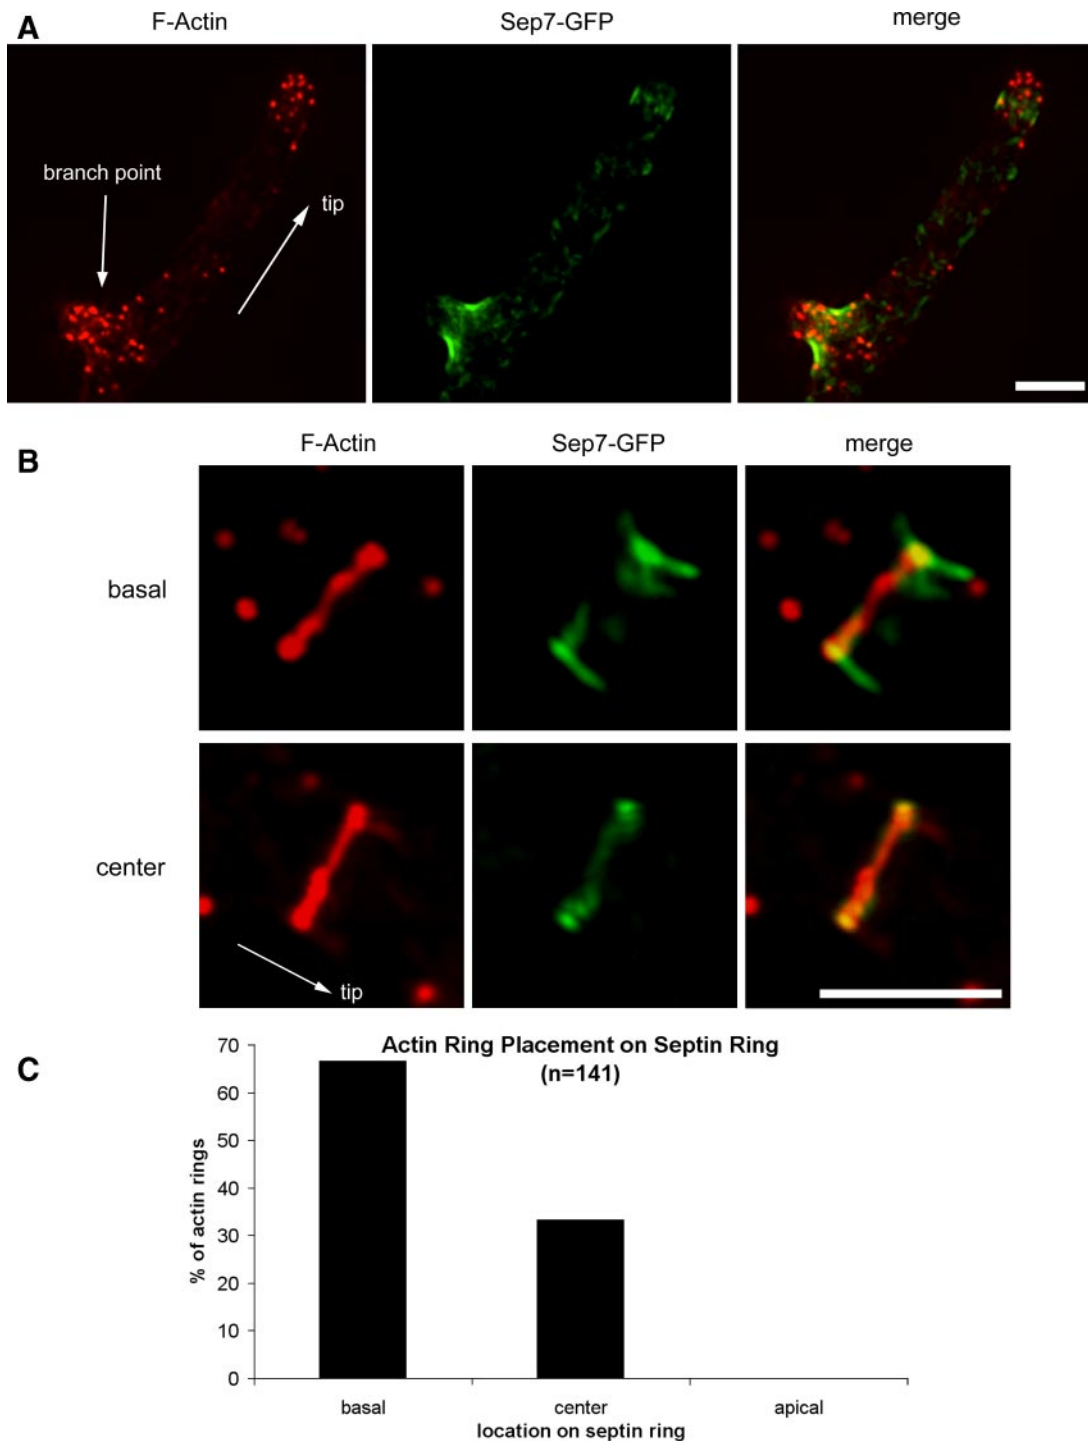 A
F-Actin
Sep7-GFP
merge
branch point
tip
B
F-Actin
Sep7-GFP
merge
basal
center
tip
C
Actin Ring Placement on Septin Ring
(n=141)
% of actin rings
70
60
50
40
30
20
10
0
basal
center
apical
location on septin ring